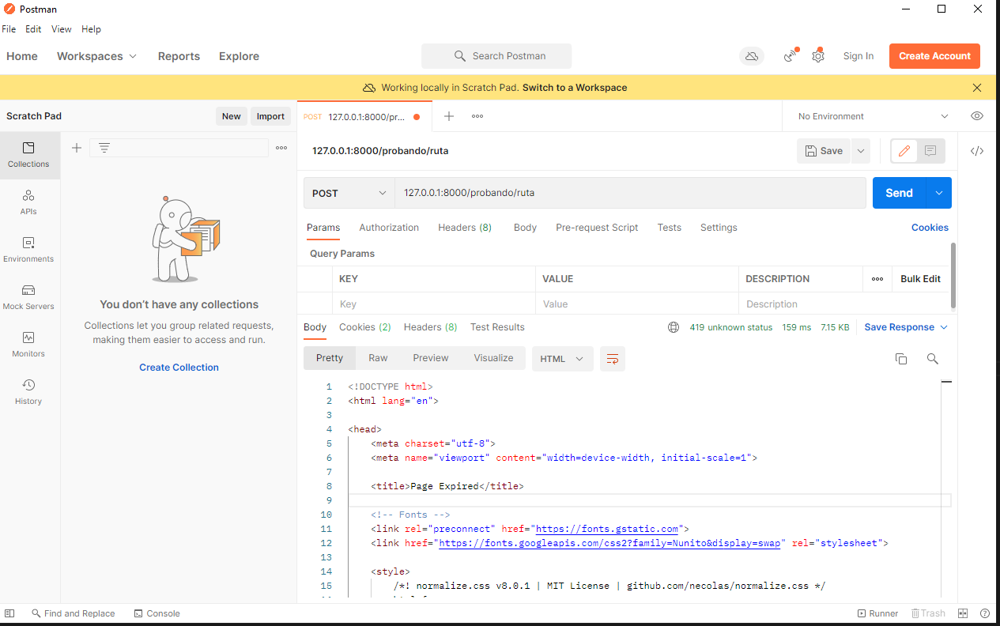 Postman
File Edit View Help
Home Workspaces Reports Explore Search Postman Sign In Create Account
Working locally in Scratch Pad. Switch to a Workspace
Scratch Pad New Import POST 127.0.0.1:8000/pr... No Environment
Collections
APIs
Environments
Mock Servers
Monitors
History
You don't have any collections
Collections let you group related requests,
making them easier to access and run.
Create Collection
127.0.0.1:8000/probando/ruta Save
POST 127.0.0.1:8000/probando/ruta Send
Params Authorization Headers (8) Body Pre-request Script Tests Settings Cookies
Query Params
KEY VALUE DESCRIPTION Bulk Edit
Key Value Description
Body Cookies (2) Headers (8) Test Results 419 unknown status 159 ms 7.15 KB Save Response
Pretty Raw Preview Visualize HTML
1 <!DOCTYPE html>
2 <html lang="en">
3
4 <head>
5 <meta charset="utf-8">
6 <meta name="viewport" content="width=device-width, initial-scale=1">
7
8 <title>Page Expired</title>
9
10 <!-- Fonts -->
11 <link rel="preconnect" href="https://fonts.gstatic.com">
12 <link href="https://fonts.googleapis.com/css2?family=Nunito&display=swap" rel="stylesheet">
13
14 <style>
15 /*! normalize.css v8.0.1 | MIT License | github.com/necolas/normalize.css */
Find and Replace Console Runner Trash